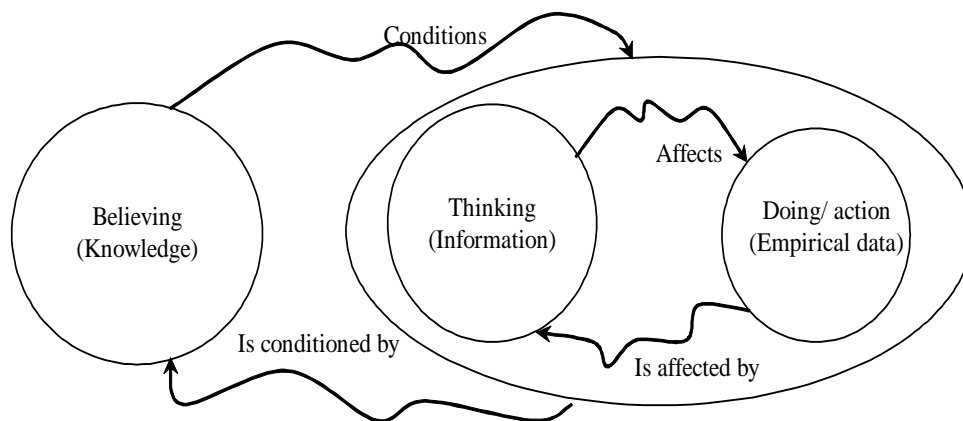 Conditions
Affects
Believing
(Knowledge)
Thinking
(Information)
Doing/ action
(Empirical data)
Is conditioned by
Is affected by